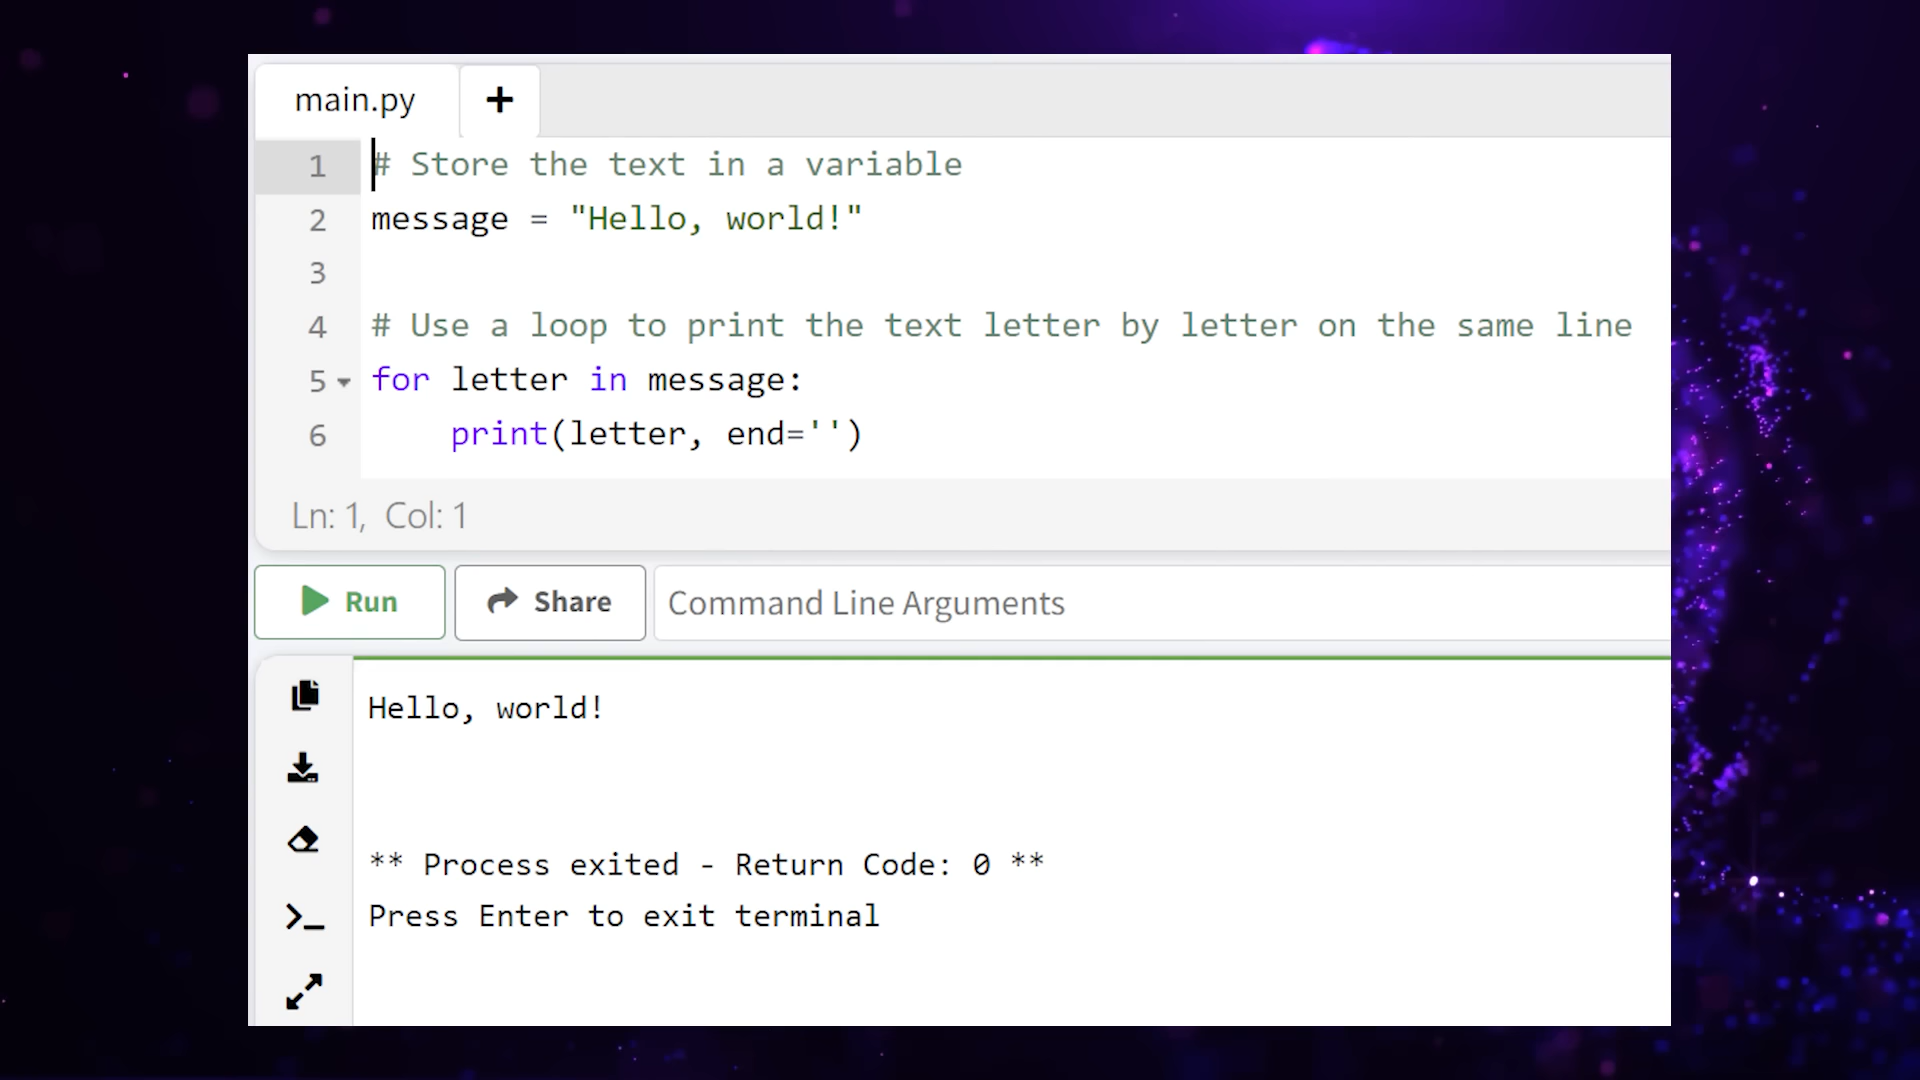 main.py +
1 # Store the text in a variable
2 message = "Hello, world!"
3
4 # Use a loop to print the text letter by letter on the same line
5 for letter in message:
6     print(letter, end='')
Ln: 1, Col: 1
Run Share Command Line Arguments
Hello, world!
** Process exited - Return Code: 0 **
Press Enter to exit terminal